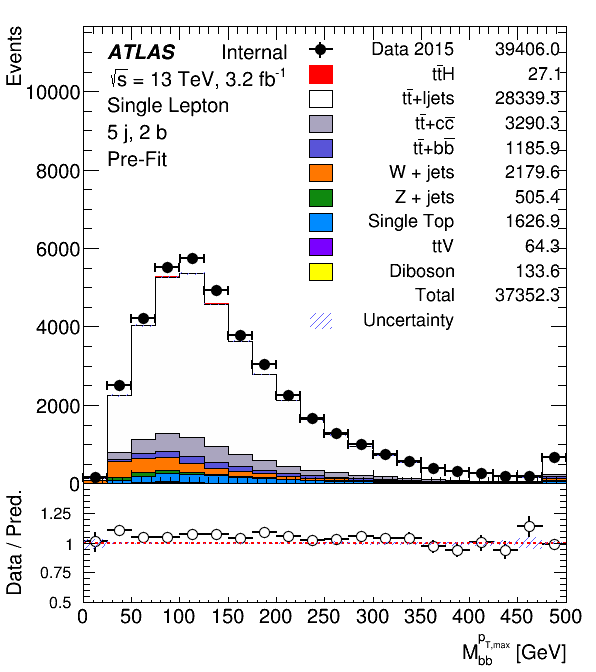 Events
ATLAS Internal
√s = 13 TeV, 3.2 fb⁻¹
Single Lepton
5 j, 2 b
Pre-Fit
Data 2015 39406.0
tt̄H 27.1
tt̄+ljets 28339.3
tt̄+cc̄ 3290.3
tt̄+bb̄ 1185.9
W + jets 2179.6
Z + jets 505.4
Single Top 1626.9
ttV 64.3
Diboson 133.6
Total 37352.3
Uncertainty
10000
8000
6000
4000
2000
0
Data / Pred.
1.25
1
0.75
0.5
0 50 100 150 200 250 300 350 400 450 500
M_bb^{p_{T,max}} [GeV]